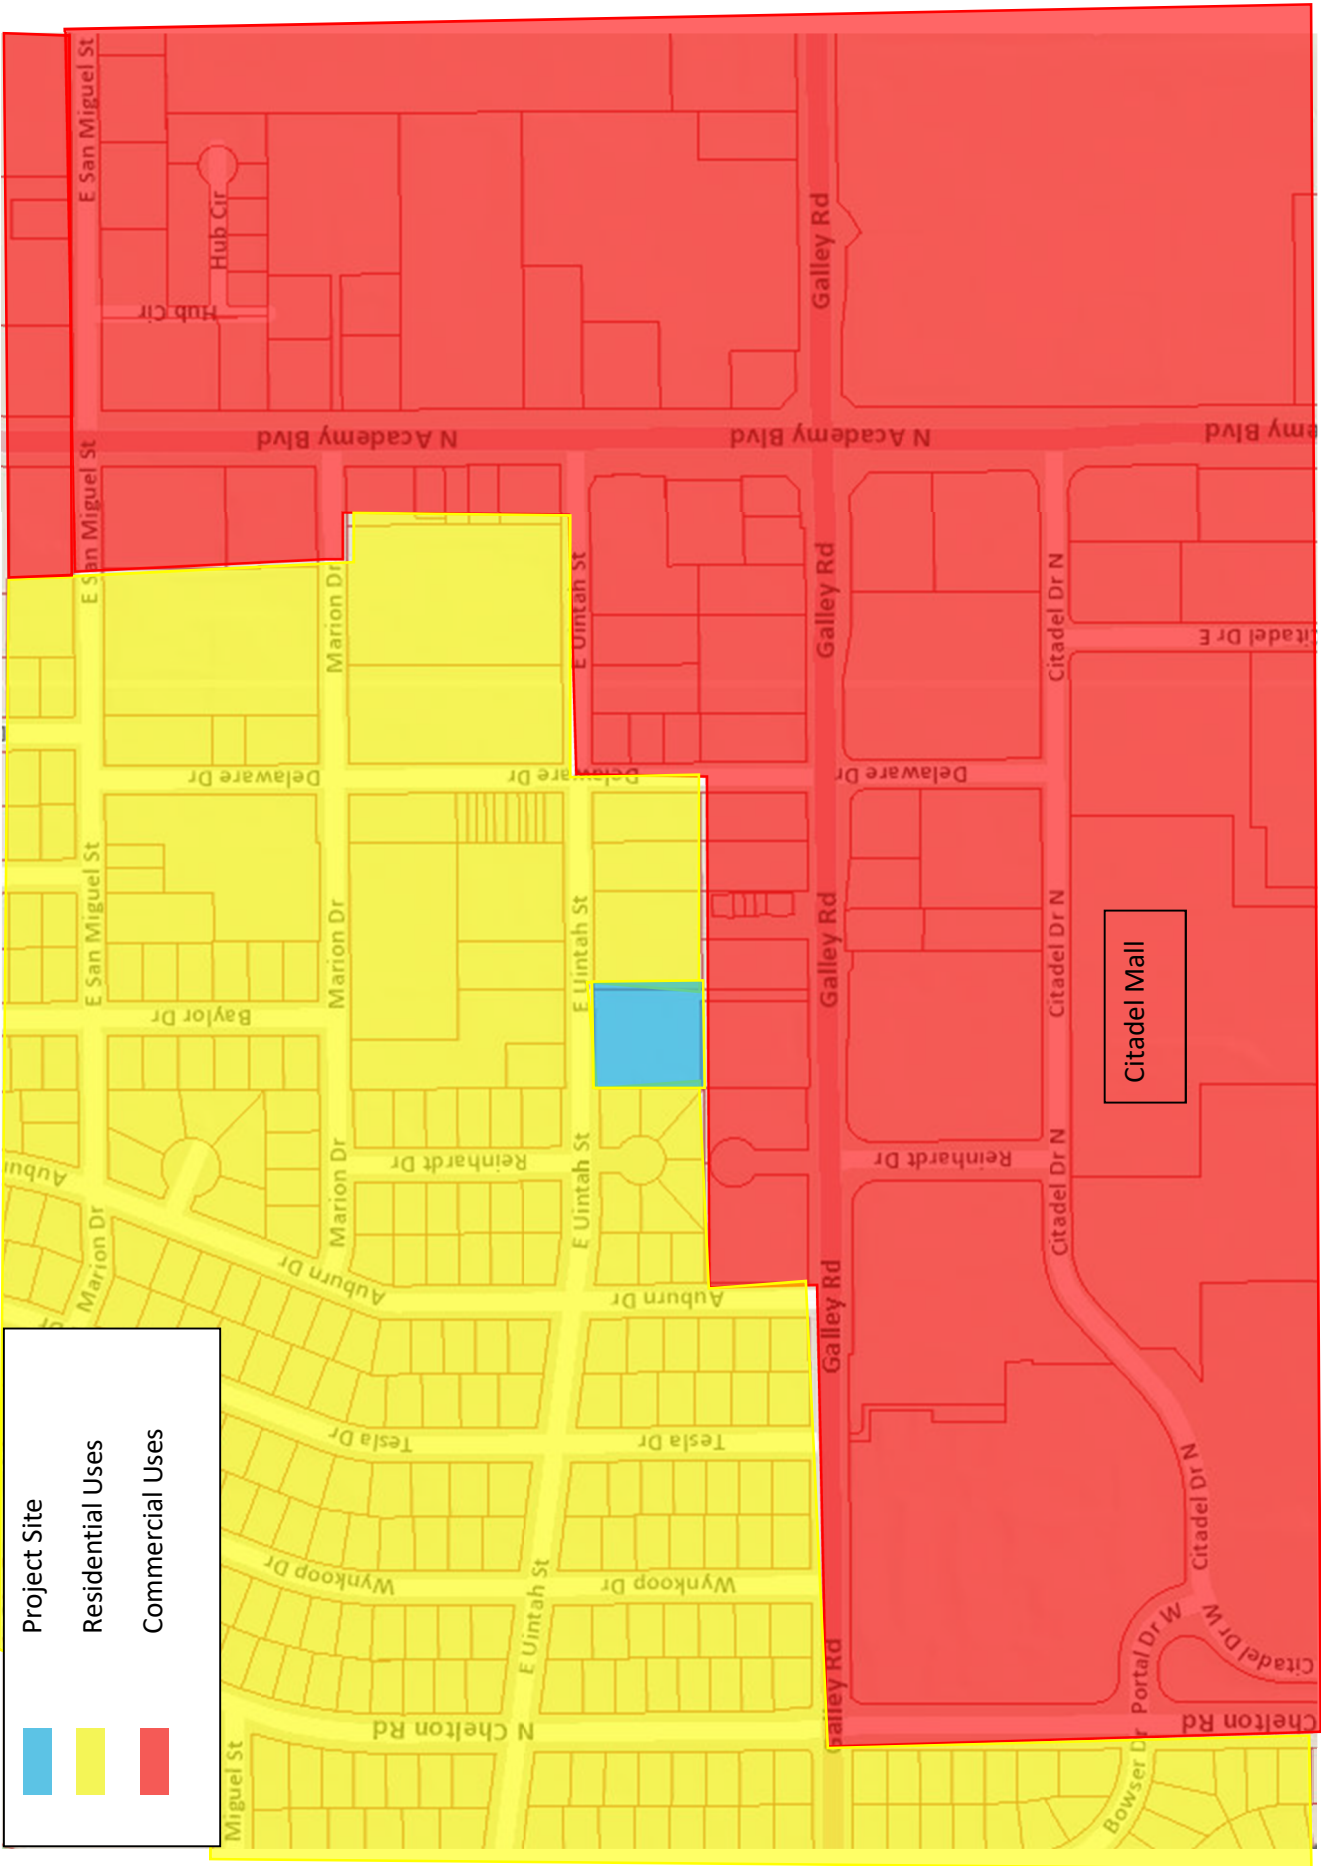 Project Site
Residential Uses
Commercial Uses
E San Miguel St
E San Miguel St
E San Miguel St
Miguel St
Hub Cir
Hub Cir
N Academy Blvd
N Academy Blvd
emy Blvd
Marion Dr
Marion Dr
Marion Dr
Marion Dr
E Uintah St
E Uintah St
E Uintah St
E Uintah St
Galley Rd
Galley Rd
Galley Rd
Galley Rd
Galley Rd
Delaware Dr
Delaware Dr
Delaware Dr
Delaware Dr
Baylor Dr
Reinhardt Dr
Reinhardt Dr
Auburn Dr
Auburn Dr
Aubur
Dr
Tesla Dr
Tesla Dr
Wynkoop Dr
Wynkoop Dr
N Chelton Rd
Chelton Rd
Citadel Dr N
Citadel Dr N
Citadel Dr N
Citadel Dr N
Citadel Dr E
Citadel Dr W
Portal Dr W
Bowser Dr
Citadel Mall